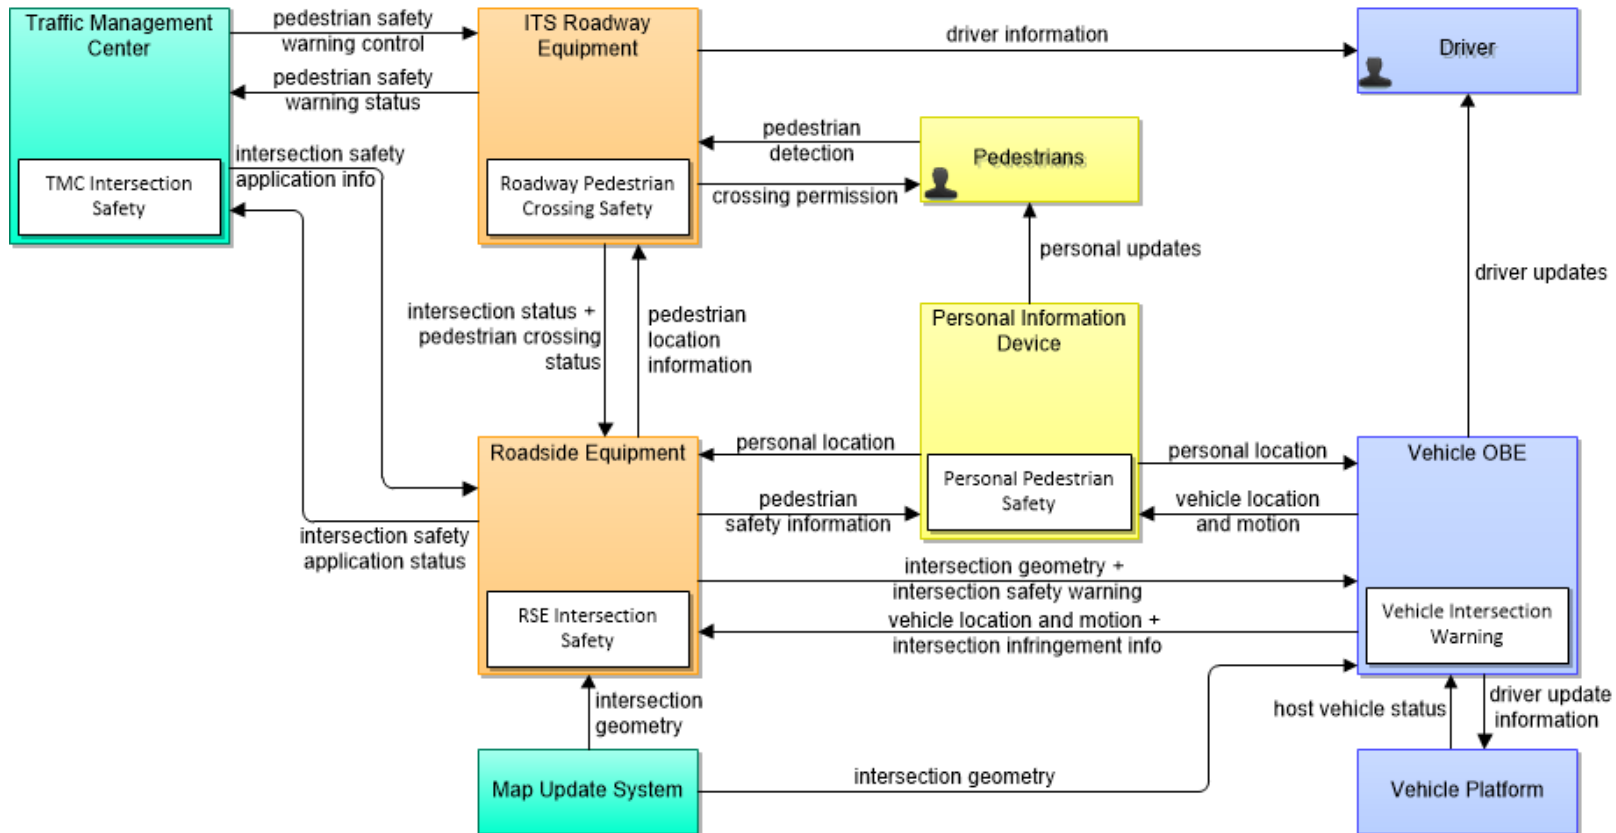 Traffic Management
Center
pedestrian safety
warning control
ITS Roadway
Equipment
driver information
Driver
pedestrian safety
warning status
pedestrian
detection
Pedestrians
intersection safety
application info
TMC Intersection
Safety
Roadway Pedestrian
Crossing Safety
crossing permission
personal updates
driver updates
intersection status +
pedestrian crossing
status
pedestrian
location
information
Personal Information
Device
Roadside Equipment
personal location
personal location
Vehicle OBE
Personal Pedestrian
Safety
pedestrian
safety information
vehicle location
and motion
intersection safety
application status
intersection geometry +
intersection safety warning
RSE Intersection
Safety
vehicle location and motion +
intersection infringement info
Vehicle Intersection
Warning
intersection
geometry
host vehicle status
driver update
information
Map Update System
intersection geometry
Vehicle Platform